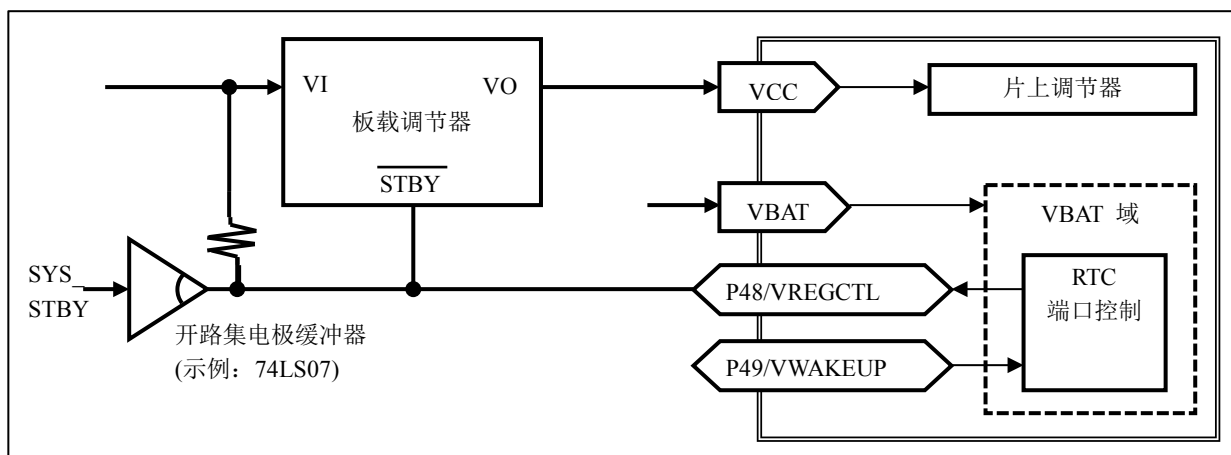 VI
VO
板载调节器
STBY
VCC
片上调节器
VBAT
VBAT 域
SYS_
STBY
开路集电极缓冲器
(示例：74LS07)
P48/VREGCTL
RTC
端口控制
P49/VWAKEUP